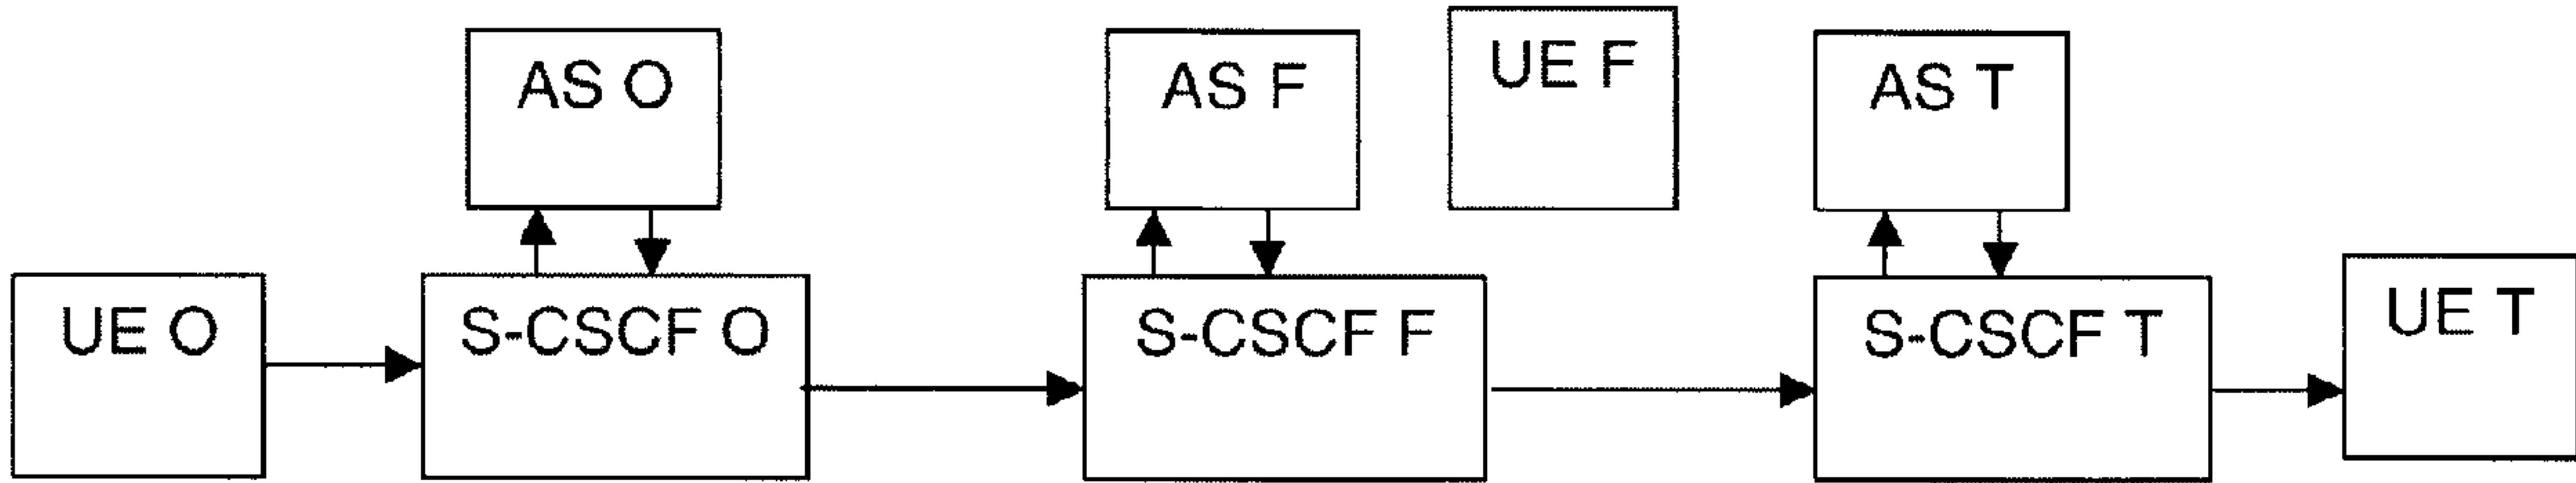 AS O
AS F
UE F
AS T
UE O
S-CSCF O
S-CSCF F
S-CSCF T
UE T